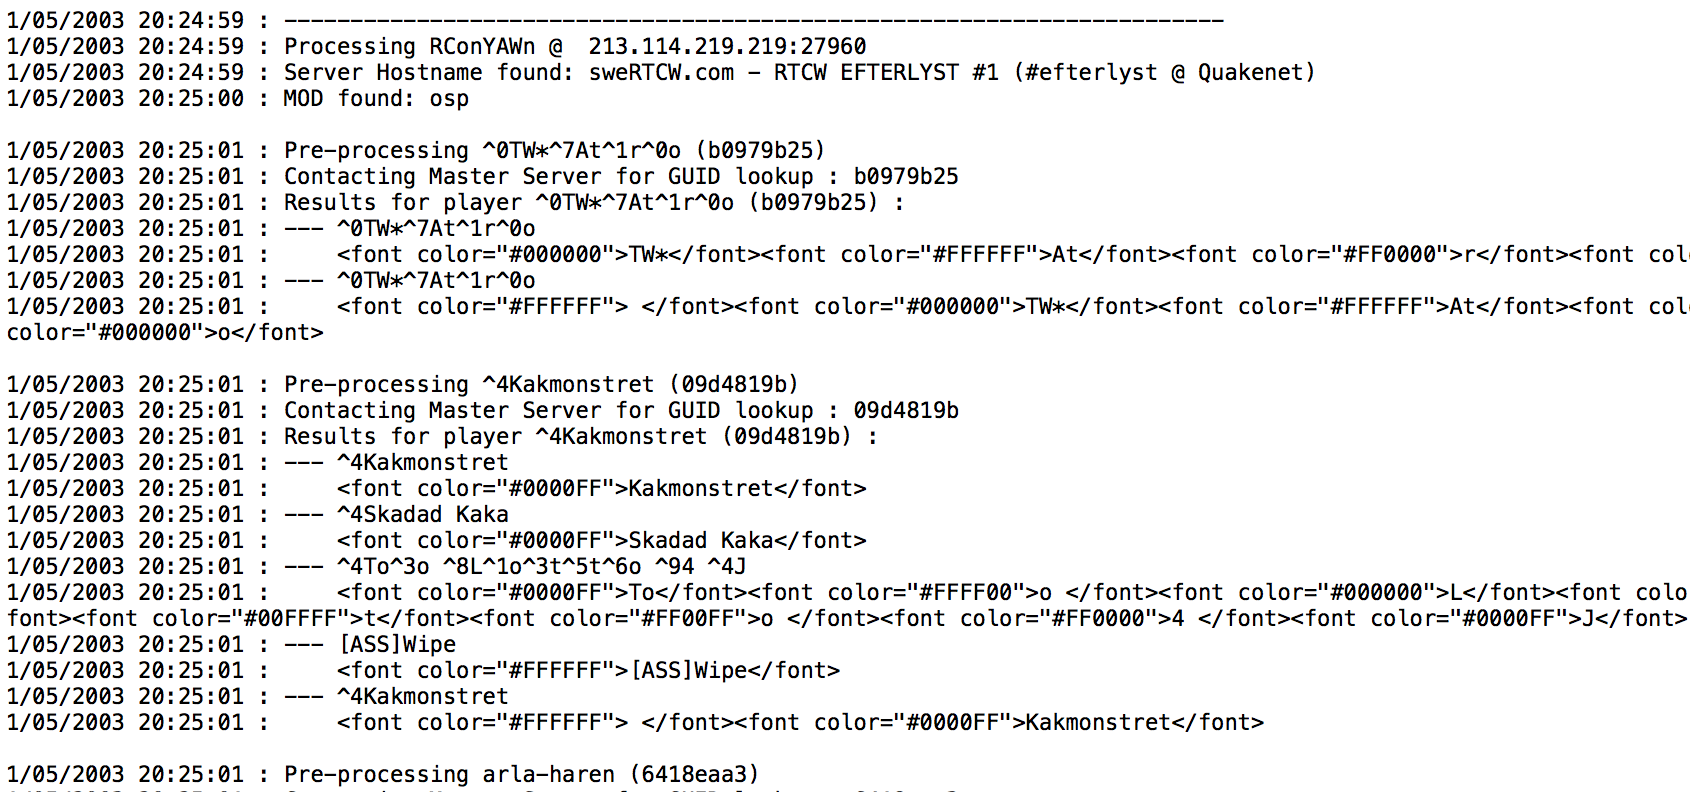 1/05/2003 20:24:59 : -----------------------------------------------------------------------
1/05/2003 20:24:59 : Processing RConYAWn @  213.114.219.219:27960
1/05/2003 20:24:59 : Server Hostname found: sweRTCW.com - RTCW EFTERLYST #1 (#efterlyst @ Quakenet)
1/05/2003 20:25:00 : MOD found: osp
1/05/2003 20:25:01 : Pre-processing ^0TW*^7At^1r^0o (b0979b25)
1/05/2003 20:25:01 : Contacting Master Server for GUID lookup : b0979b25
1/05/2003 20:25:01 : Results for player ^0TW*^7At^1r^0o (b0979b25) :
1/05/2003 20:25:01 : --- ^0TW*^7At^1r^0o
1/05/2003 20:25:01 :     <font color="#000000">TW*</font><font color="#FFFFFF">At</font><font color="#FF0000">r</font><font col
1/05/2003 20:25:01 : --- ^0TW*^7At^1r^0o
1/05/2003 20:25:01 :     <font color="#FFFFFF"> </font><font color="#000000">TW*</font><font color="#FFFFFF">At</font><font col
color="#000000">o</font>
1/05/2003 20:25:01 : Pre-processing ^4Kakmonstret (09d4819b)
1/05/2003 20:25:01 : Contacting Master Server for GUID lookup : 09d4819b
1/05/2003 20:25:01 : Results for player ^4Kakmonstret (09d4819b) :
1/05/2003 20:25:01 : --- ^4Kakmonstret
1/05/2003 20:25:01 :     <font color="#0000FF">Kakmonstret</font>
1/05/2003 20:25:01 : --- ^4Skadad Kaka
1/05/2003 20:25:01 :     <font color="#0000FF">Skadad Kaka</font>
1/05/2003 20:25:01 : --- ^4To^3o ^8L^1o^3t^5t^6o ^94 ^4J
1/05/2003 20:25:01 :     <font color="#0000FF">To</font><font color="#FFFF00">o </font><font color="#000000">L</font><font colo
font><font color="#00FFFF">t</font><font color="#FF00FF">o </font><font color="#FF0000">4 </font><font color="#0000FF">J</font>
1/05/2003 20:25:01 : --- [ASS]Wipe
1/05/2003 20:25:01 :     <font color="#FFFFFF">[ASS]Wipe</font>
1/05/2003 20:25:01 : --- ^4Kakmonstret
1/05/2003 20:25:01 :     <font color="#FFFFFF"> </font><font color="#0000FF">Kakmonstret</font>
1/05/2003 20:25:01 : Pre-processing arla-haren (6418eaa3)